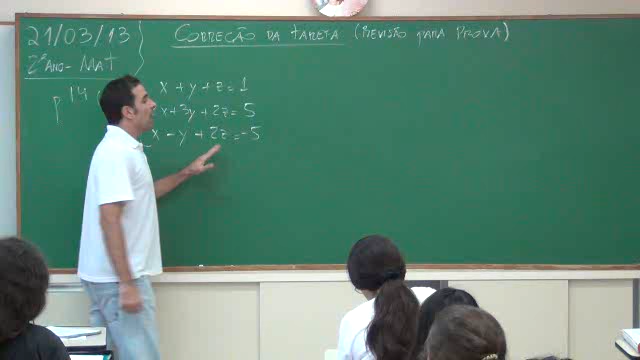 21/03/13 CORREÇÃO DA TAREFA (REVISÃO PARA PROVA)
2º ANO - MAT
P 14 x + y + z = 1
2x + 3y + 2z = 5
x - y + 2z = -5